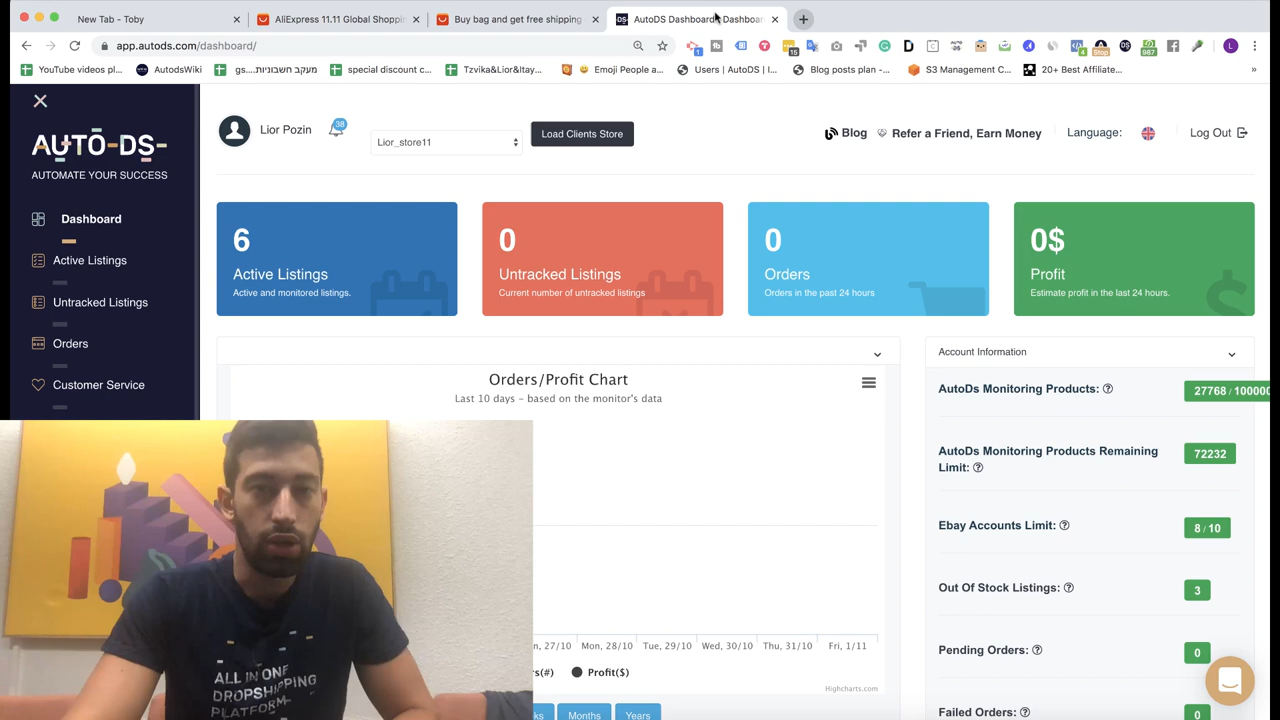 New Tab - Toby
AliExpress 11.11 Global Shoppin
Buy bag and get free shipping
AutoDS Dashboard - Dashboar
app.autods.com/dashboard/
YouTube videos pl...
AutodsWiki
gs....מעקב חשבוניות
special discount c...
Tzvika&Lior&Itay...
Emoji People a...
Users | AutoDS | I...
Blog posts plan -...
S3 Management C...
20+ Best Affiliate...
AUTO-DS-
AUTOMATE YOUR SUCCESS
Lior Pozin
38
Lior_store11
Load Clients Store
Blog
Refer a Friend, Earn Money
Language:
Log Out
Dashboard
Active Listings
Untracked Listings
Orders
Customer Service
6
Active Listings
Active and monitored listings.
0
Untracked Listings
Current number of untracked listings
0
Orders
Orders in the past 24 hours
0$
Profit
Estimate profit in the last 24 hours.
Orders/Profit Chart
Last 10 days – based on the monitor's data
n, 27/10
Mon, 28/10
Tue, 29/10
Wed, 30/10
Thu, 31/10
Fri, 1/11
rs(#)
Profit($)
Highcharts.com
ks
Months
Years
Account Information
AutoDs Monitoring Products:
27768 / 100000
AutoDs Monitoring Products Remaining
Limit:
72232
Ebay Accounts Limit:
8 / 10
Out Of Stock Listings:
3
Pending Orders:
0
Failed Orders:
0
ALL IN ONE
DROPSHIPPING
PLATFORM